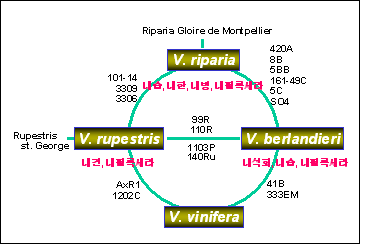 Riparia Gloire de Montpellier
V. riparia
420A
8B
5BB
161-49C
5C
SO4
101-14
3309
3306
내습, 내한, 내병, 내필록세라
99R
110R
Rupestris
st. George
V. rupestris
V. berlandieri
1103P
140Ru
내건, 내필록세라
내석회, 내습, 내필록세라
AxR1
1202C
41B
333EM
V. vinifera